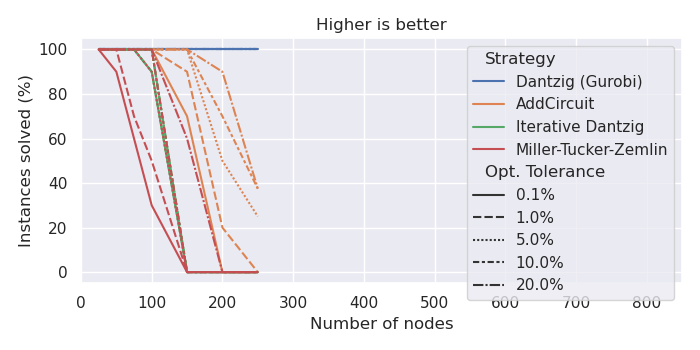 Higher is better
Instances solved (%)
100
80
60
40
20
0
0 100 200 300 400 500 600 700 800
Number of nodes
Strategy
Dantzig (Gurobi)
AddCircuit
Iterative Dantzig
Miller-Tucker-Zemlin
Opt. Tolerance
0.1%
1.0%
5.0%
10.0%
20.0%